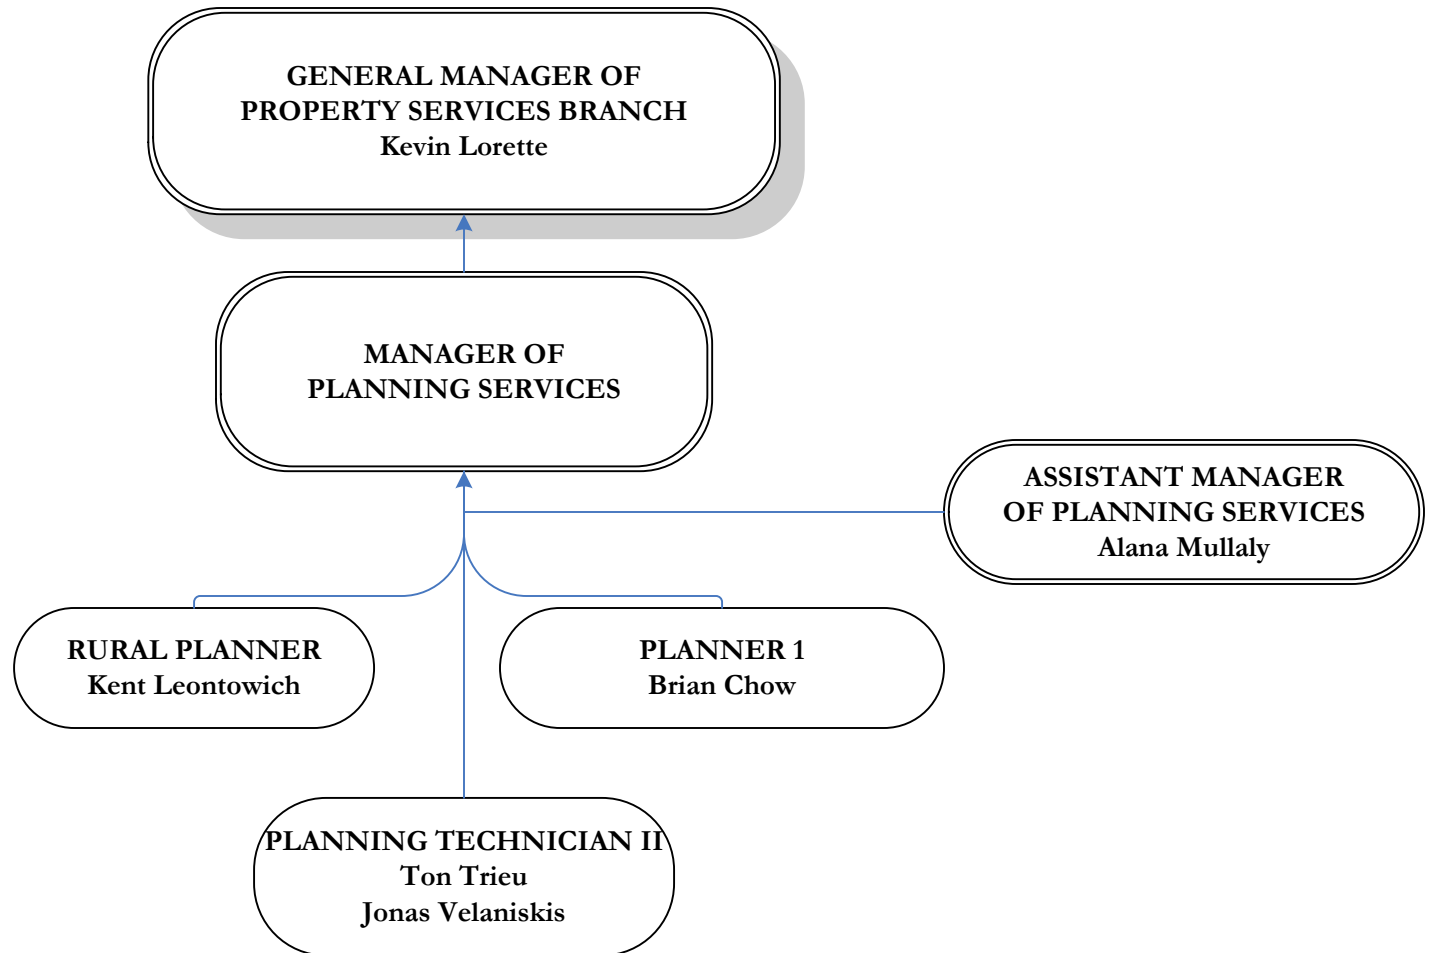 GENERAL MANAGER OF
PROPERTY SERVICES BRANCH
Kevin Lorette
MANAGER OF
PLANNING SERVICES
ASSISTANT MANAGER
OF PLANNING SERVICES
Alana Mullaly
RURAL PLANNER
Kent Leontowich
PLANNER 1
Brian Chow
PLANNING TECHNICIAN II
Ton Trieu
Jonas Velaniskis